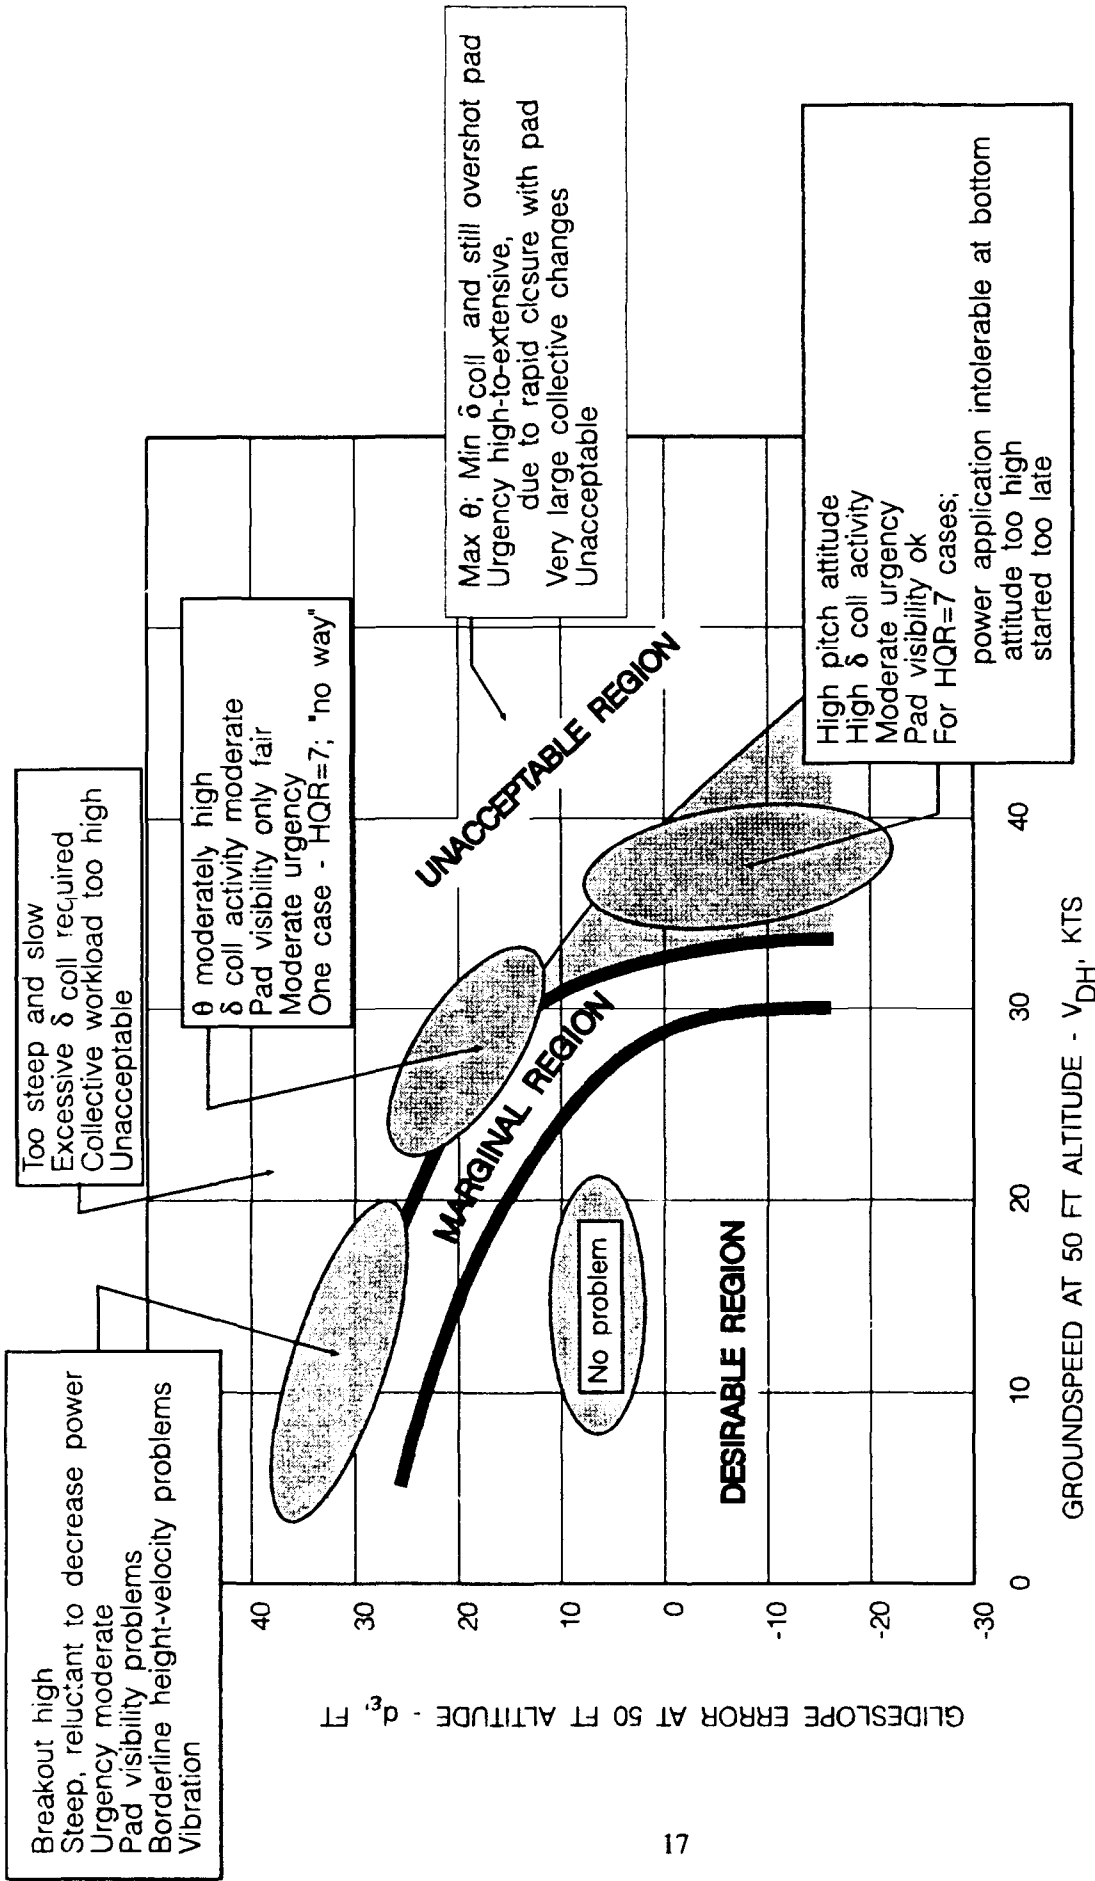 Breakout high
Steep, reluctant to decrease power
Urgency moderate
Pad visibility problems
Borderline height-velocity problems
Vibration
Too steep and slow
Excessive δ coll required
Collective workload too high
Unacceptable
θ moderately high
δ coll activity moderate
Pad visibility only fair
Moderate urgency
One case - HQR=7; "no way"
Max θ; Min δ coll and still overshot pad
Urgency high-to-extensive,
due to rapid closure with pad
Very large collective changes
Unacceptable
High pitch attitude
High δ coll activity
Moderate urgency
Pad visibility ok
For HQR=7 cases;
power application intolerable at bottom
attitude too high
started too late
UNACCEPTABLE REGION
MARGINAL REGION
No problem
DESIRABLE REGION
GLIDESLOPE ERROR AT 50 FT ALTITUDE - dε, FT
40
30
20
10
0
-10
-20
-30
0
10
20
30
40
GROUNDSPEED AT 50 FT ALTITUDE - VDH, KTS
17